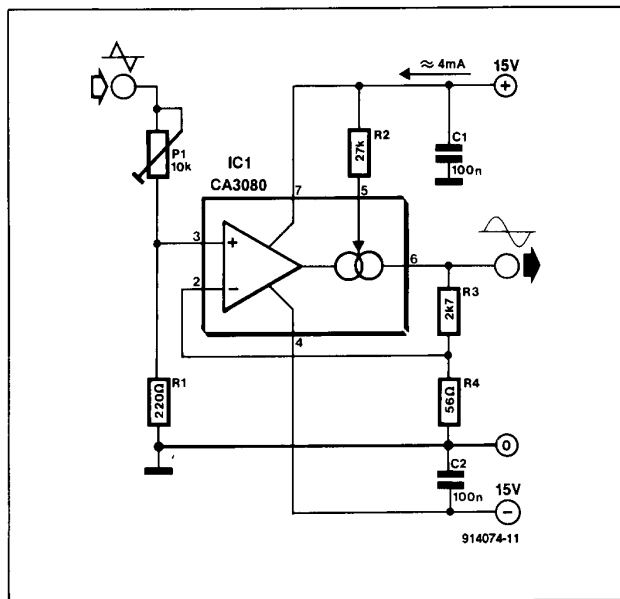 ≈ 4mA
15V
+
P1
10k
R2
27k
C1
100n
IC1
CA3080
7
5
3
+
2
−
6
4
R3
2k7
R1
220Ω
R4
56Ω
0
C2
100n
15V
−
914074-11